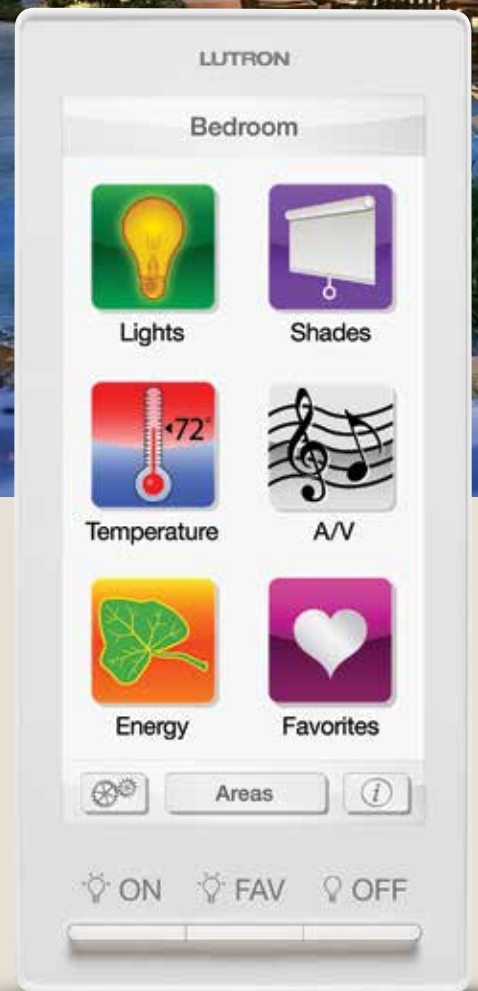 LUTRON
Bedroom
Lights Shades
72°
Temperature A/V
Energy Favorites
Areas i
ON FAV OFF